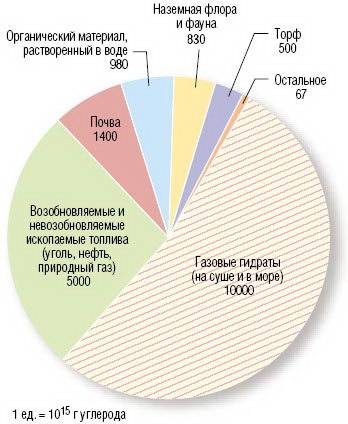 Наземная флора
и фауна
830
Органический материал,
растворенный в воде
980
Торф
500
Остальное
67
Почва
1400
Возобновляемые и
невозобновляемые
ископаемые топлива
(уголь, нефть,
природный газ)
5000
Газовые гидраты
(на суше и в море)
10000
1 ед. = 10¹⁵ г углерода